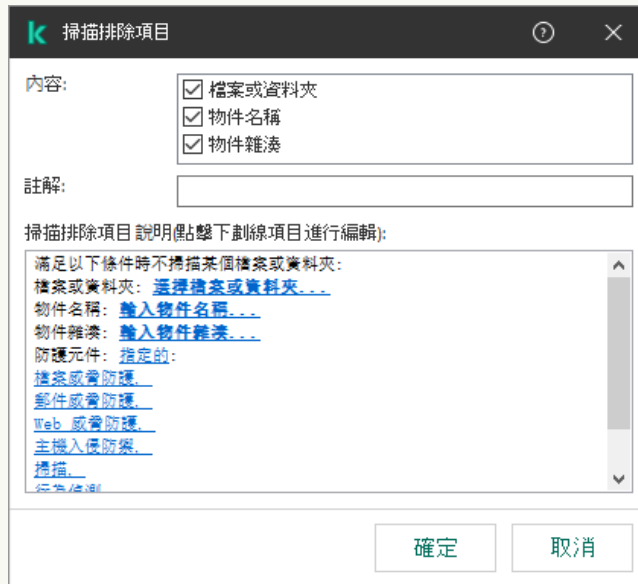 掃描排除項目
內容:
檔案或資料夾
物件名稱
物件雜湊
註解:
掃描排除項目說明(點擊下劃線項目進行編輯):
滿足以下條件時不掃描某個檔案或資料夾:
檔案或資料夾: 選擇檔案或資料夾...
物件名稱: 輸入物件名稱...
物件雜湊: 輸入物件雜湊...
防護元件: 指定的:
檔案威脅防護,
郵件威脅防護,
Web 威脅防護,
主機入侵防禦,
掃描,
行為偵測
確定 取消